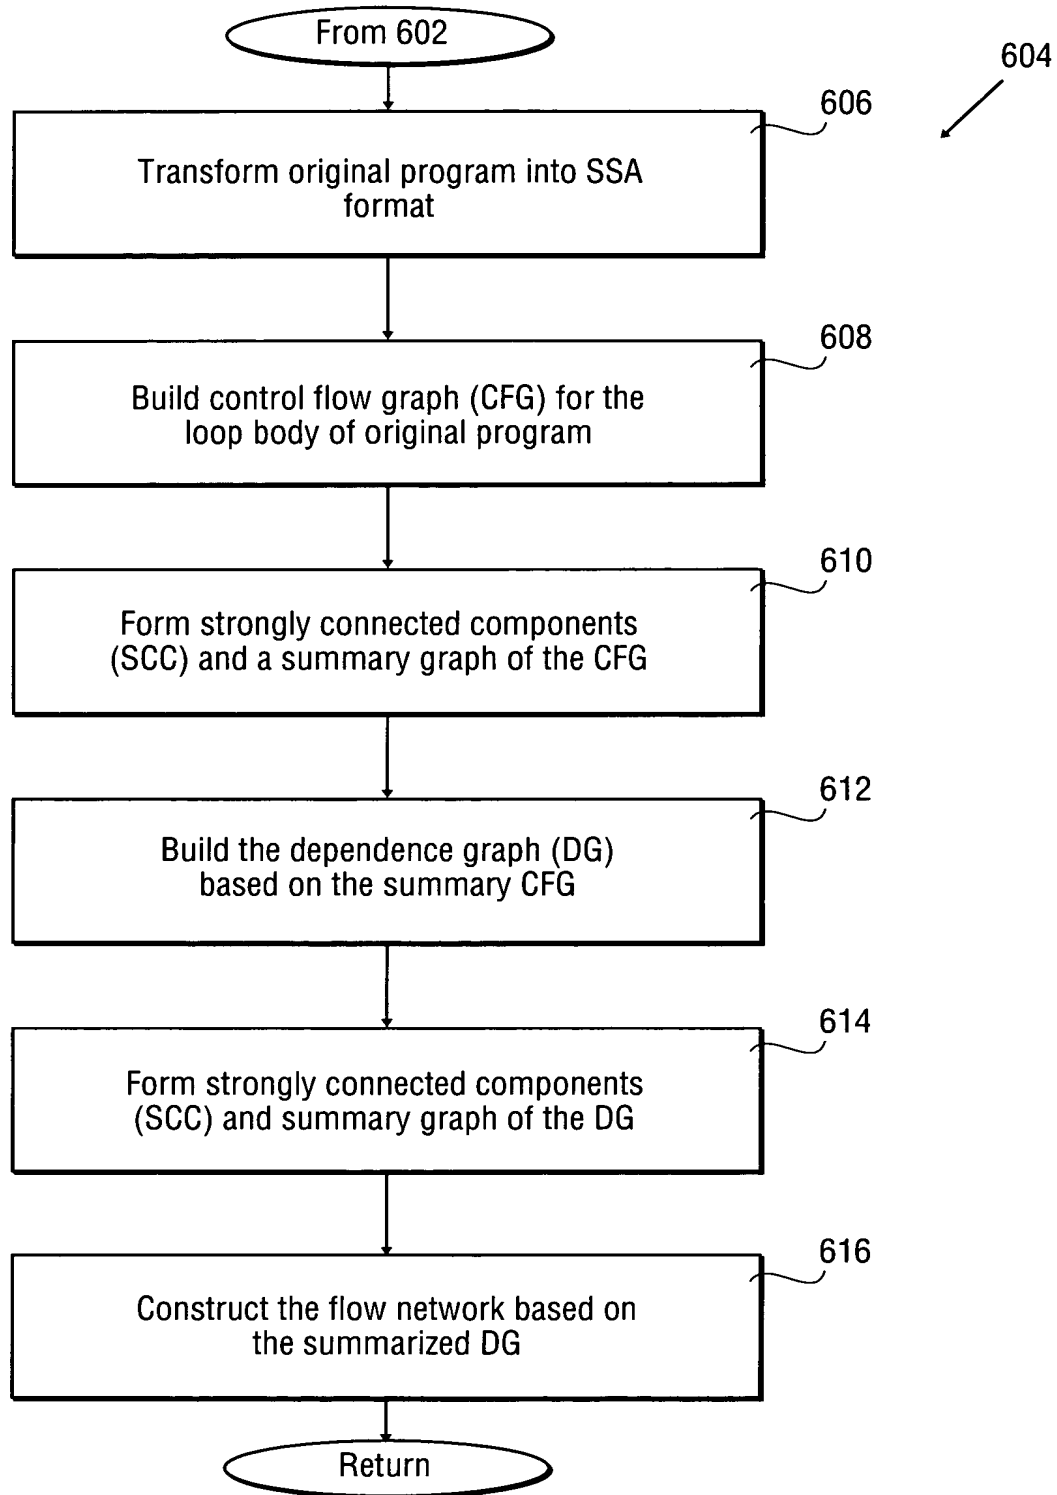 From 602
604
606
Transform original program into SSA
format
608
Build control flow graph (CFG) for the
loop body of original program
610
Form strongly connected components
(SCC) and a summary graph of the CFG
612
Build the dependence graph (DG)
based on the summary CFG
614
Form strongly connected components
(SCC) and summary graph of the DG
616
Construct the flow network based on
the summarized DG
Return